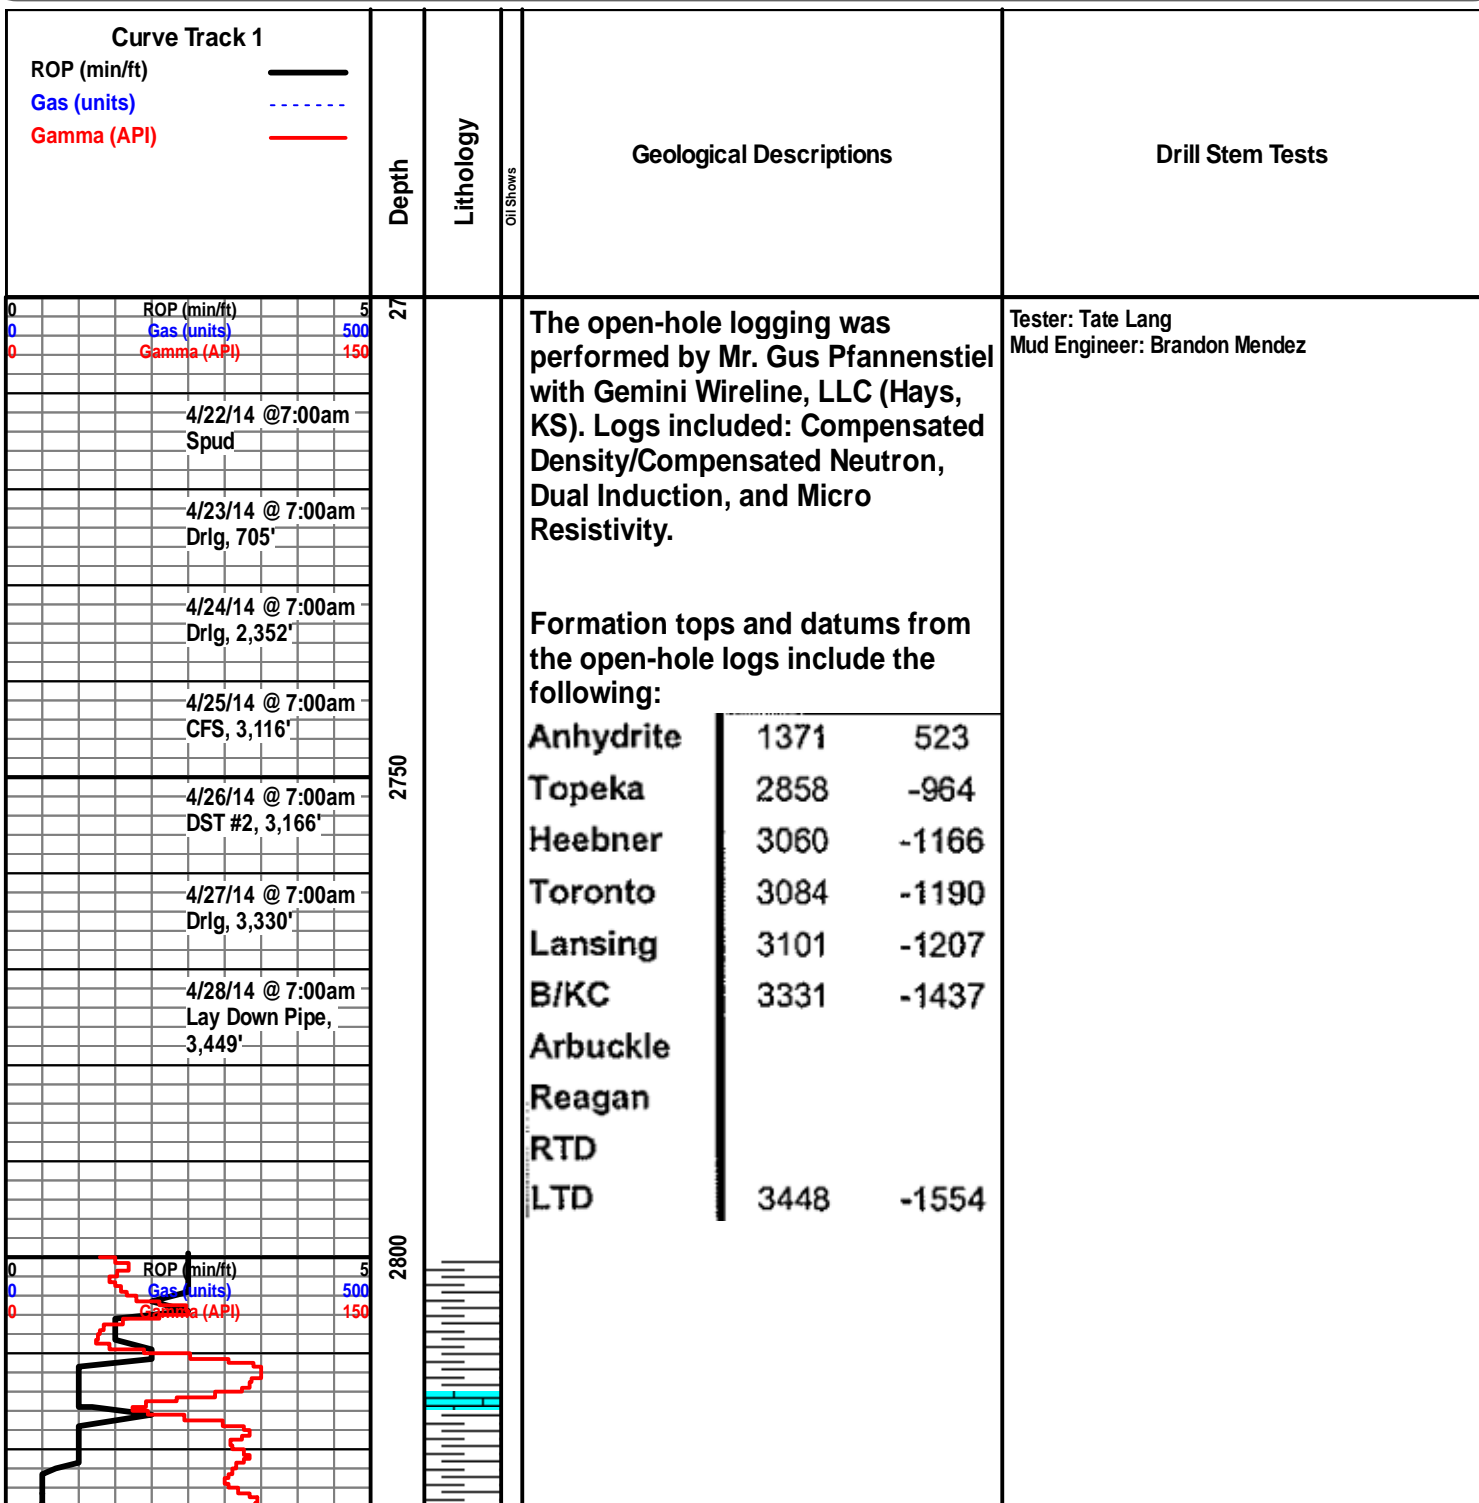 Curve Track 1
ROP (min/ft)
Gas (units)
Gamma (API)
Depth
Lithology
Oil Shows
Geological Descriptions
Drill Stem Tests
0 ROP (min/ft) 5
0 Gas (units) 500
0 Gamma (API) 150
27
4/22/14 @7:00am
Spud
4/23/14 @ 7:00am
Drlg, 705'
4/24/14 @ 7:00am
Drlg, 2,352'
4/25/14 @ 7:00am
CFS, 3,116'
2750
4/26/14 @ 7:00am
DST #2, 3,166'
4/27/14 @ 7:00am
Drlg, 3,330'
4/28/14 @ 7:00am
Lay Down Pipe,
3,449'
2800
0 ROP (min/ft) 5
0 Gas (units) 500
0 Gamma (API) 150
The open-hole logging was
performed by Mr. Gus Pfannenstiel
with Gemini Wireline, LLC (Hays,
KS). Logs included: Compensated
Density/Compensated Neutron,
Dual Induction, and Micro
Resistivity.
Formation tops and datums from
the open-hole logs include the
following:
Anhydrite 1371 523
Topeka 2858 -964
Heebner 3060 -1166
Toronto 3084 -1190
Lansing 3101 -1207
B/KC 3331 -1437
Arbuckle
Reagan
RTD
LTD 3448 -1554
Tester: Tate Lang
Mud Engineer: Brandon Mendez